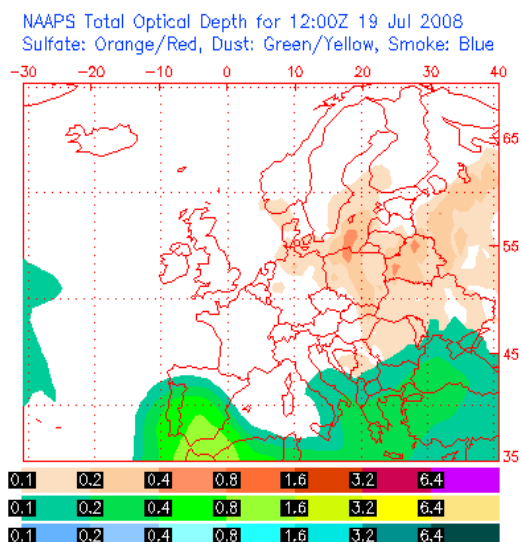 NAAPS Total Optical Depth for 12:00Z 19 Jul 2008
Sulfate: Orange/Red, Dust: Green/Yellow, Smoke: Blue
-30 -20 -10 0 10 20 30 40
65
55
45
35
0.1 0.2 0.4 0.8 1.6 3.2 6.4
0.1 0.2 0.4 0.8 1.6 3.2 6.4
0.1 0.2 0.4 0.8 1.6 3.2 6.4